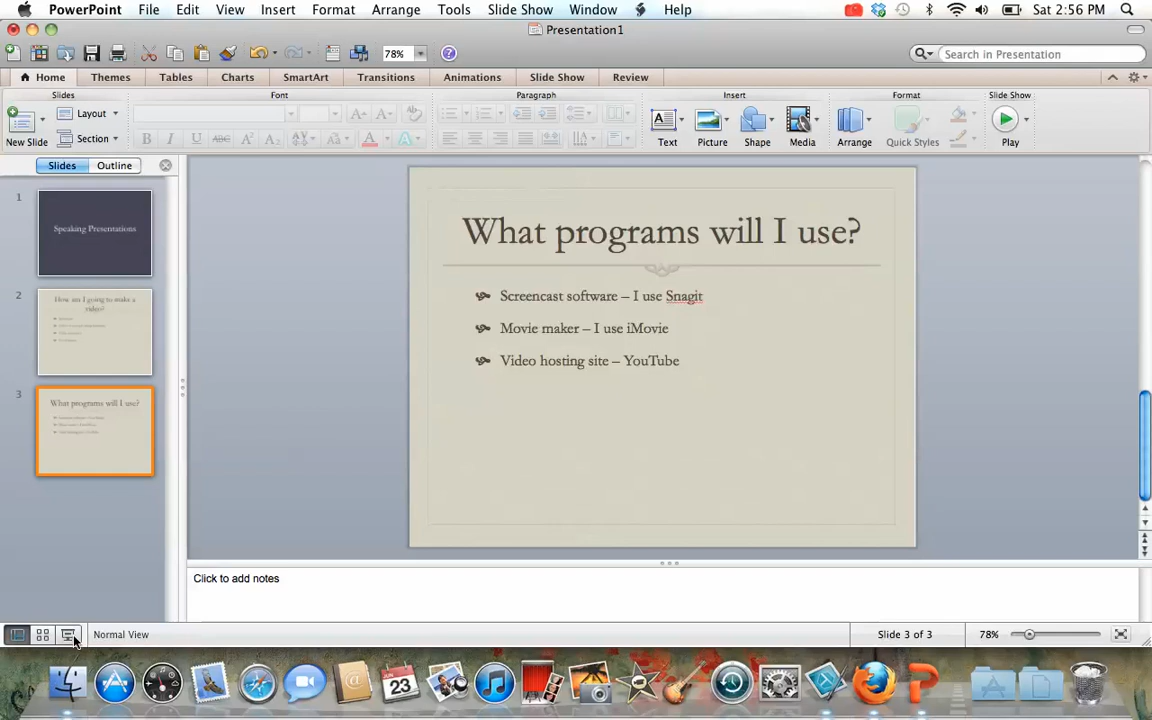 PowerPoint File Edit View Insert Format Arrange Tools Slide Show Window Help Sat 2:56 PM
Presentation1
78% Search in Presentation
Home Themes Tables Charts SmartArt Transitions Animations Slide Show Review
Slides Font Paragraph Insert Format Slide Show
Layout
Section
New Slide
B I U ABC A² A₂ AV Aa A A
Text Picture Shape Media Arrange Quick Styles Play
Slides Outline
1
Speaking Presentations
2
How am I going to make a
video?
3
What programs will I use?
What programs will I use?
Screencast software – I use Snagit
Movie maker – I use iMovie
Video hosting site – YouTube
Click to add notes
Normal View Slide 3 of 3 78%
23